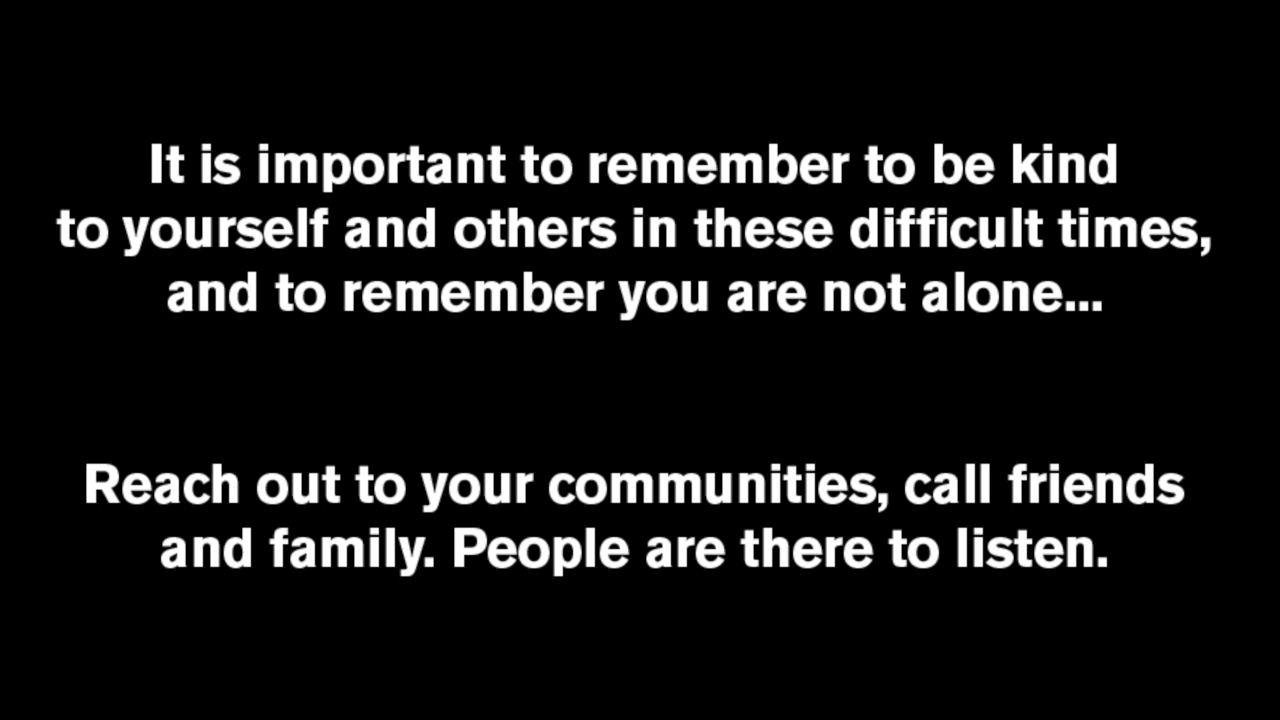 It is important to remember to be kind
to yourself and others in these difficult times,
and to remember you are not alone...
Reach out to your communities, call friends
and family. People are there to listen.